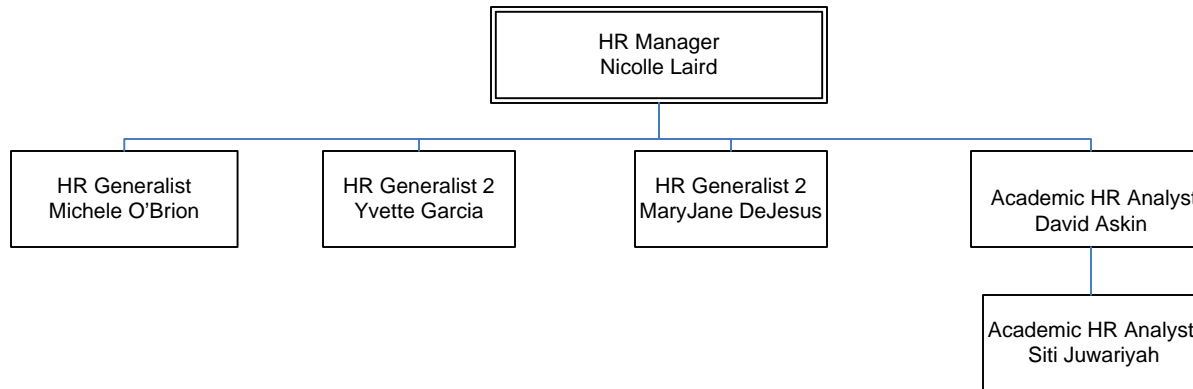 HR Manager
Nicolle Laird
HR Generalist
Michele O'Brion
HR Generalist 2
Yvette Garcia
HR Generalist 2
MaryJane DeJesus
Academic HR Analyst
David Askin
Academic HR Analyst
Siti Juwariyah